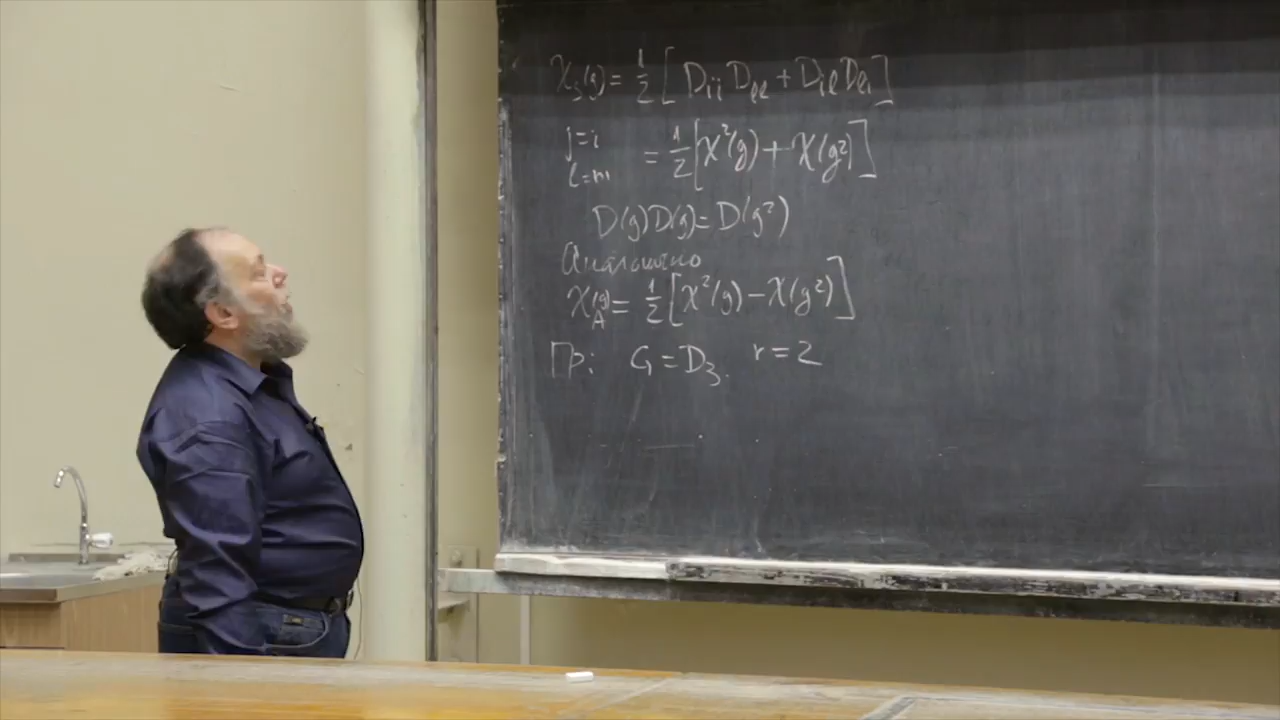 χ_S(g) = 1/2 [ D_ii D_ℓℓ + D_iℓ D_ℓi ]
j=i
ℓ=m
= 1/2 [χ²(g) + χ(g²)]
D(g)D(g) = D(g²)
Аналогично
χ_A(g) = 1/2 [χ²(g) − χ(g²)]
Пр: G = D₃. r = 2